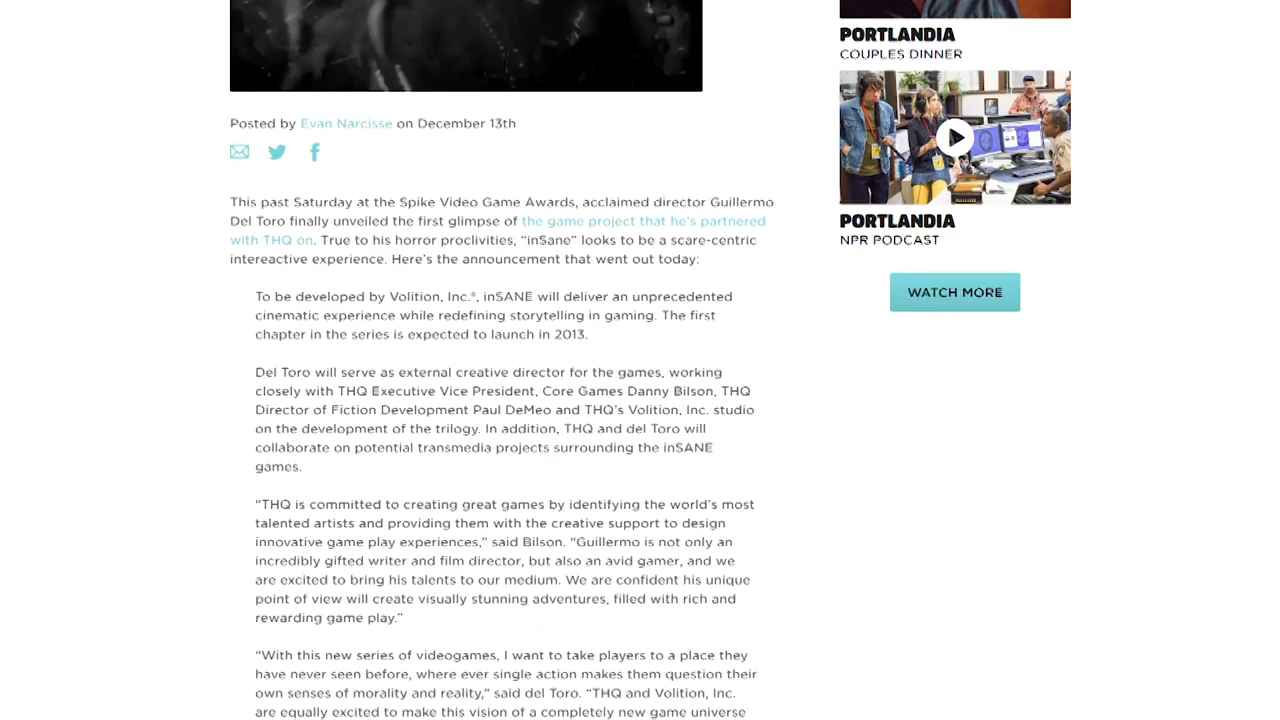 PORTLANDIA
COUPLES DINNER
Posted by Evan Narcisse on December 13th
This past Saturday at the Spike Video Game Awards, acclaimed director Guillermo
Del Toro finally unveiled the first glimpse of the game project that he's partnered
with THQ on. True to his horror proclivities, “inSane” looks to be a scare-centric
intereactive experience. Here's the announcement that went out today:
To be developed by Volition, Inc.®, inSANE will deliver an unprecedented
cinematic experience while redefining storytelling in gaming. The first
chapter in the series is expected to launch in 2013.
Del Toro will serve as external creative director for the games, working
closely with THQ Executive Vice President, Core Games Danny Bilson, THQ
Director of Fiction Development Paul DeMeo and THQ's Volition, Inc. studio
on the development of the trilogy. In addition, THQ and del Toro will
collaborate on potential transmedia projects surrounding the inSANE
games.
“THQ is committed to creating great games by identifying the world's most
talented artists and providing them with the creative support to design
innovative game play experiences,” said Bilson. “Guillermo is not only an
incredibly gifted writer and film director, but also an avid gamer, and we
are excited to bring his talents to our medium. We are confident his unique
point of view will create visually stunning adventures, filled with rich and
rewarding game play.”
“With this new series of videogames, I want to take players to a place they
have never seen before, where ever single action makes them question their
own senses of morality and reality,” said del Toro. “THQ and Volition, Inc.
are equally excited to make this vision of a completely new game universe
PORTLANDIA
NPR PODCAST
WATCH MORE